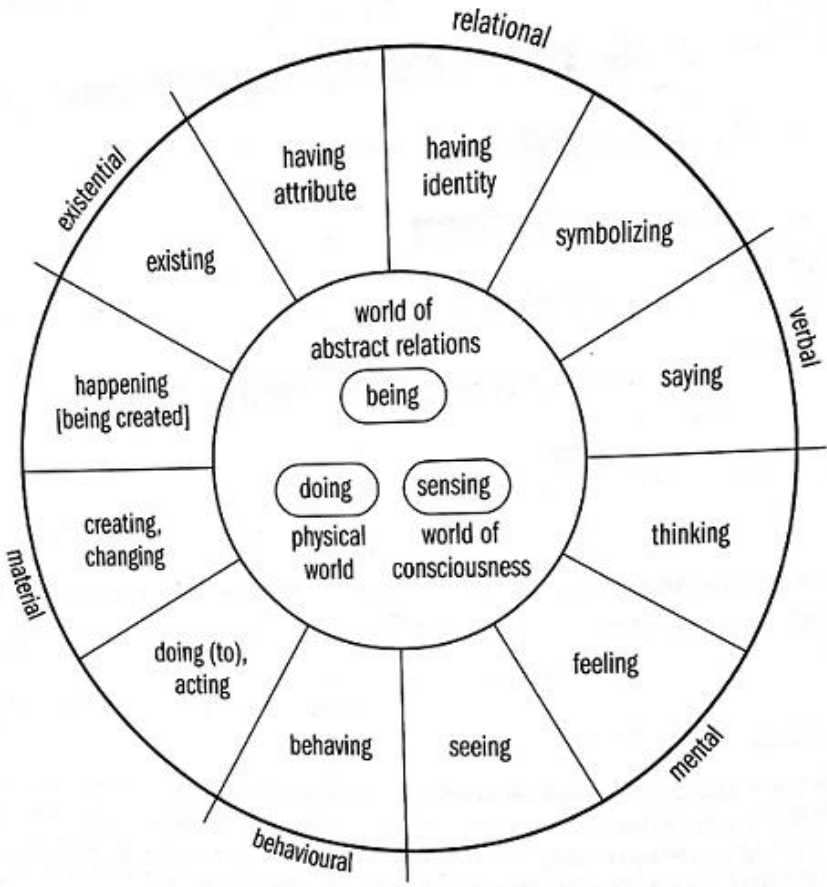 relational
existential
having
attribute
having
identity
symbolizing
existing
verbal
world of
abstract relations
being
saying
happening
[being created]
doing
sensing
physical
world
world of
consciousness
creating,
changing
thinking
material
doing (to),
acting
feeling
behaving
seeing
mental
behavioural